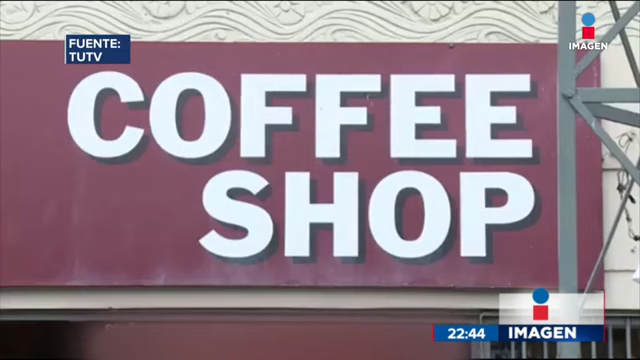 FUENTE:
TUTV
IMAGEN
COFFEE
SHOP
22:44 IMAGEN